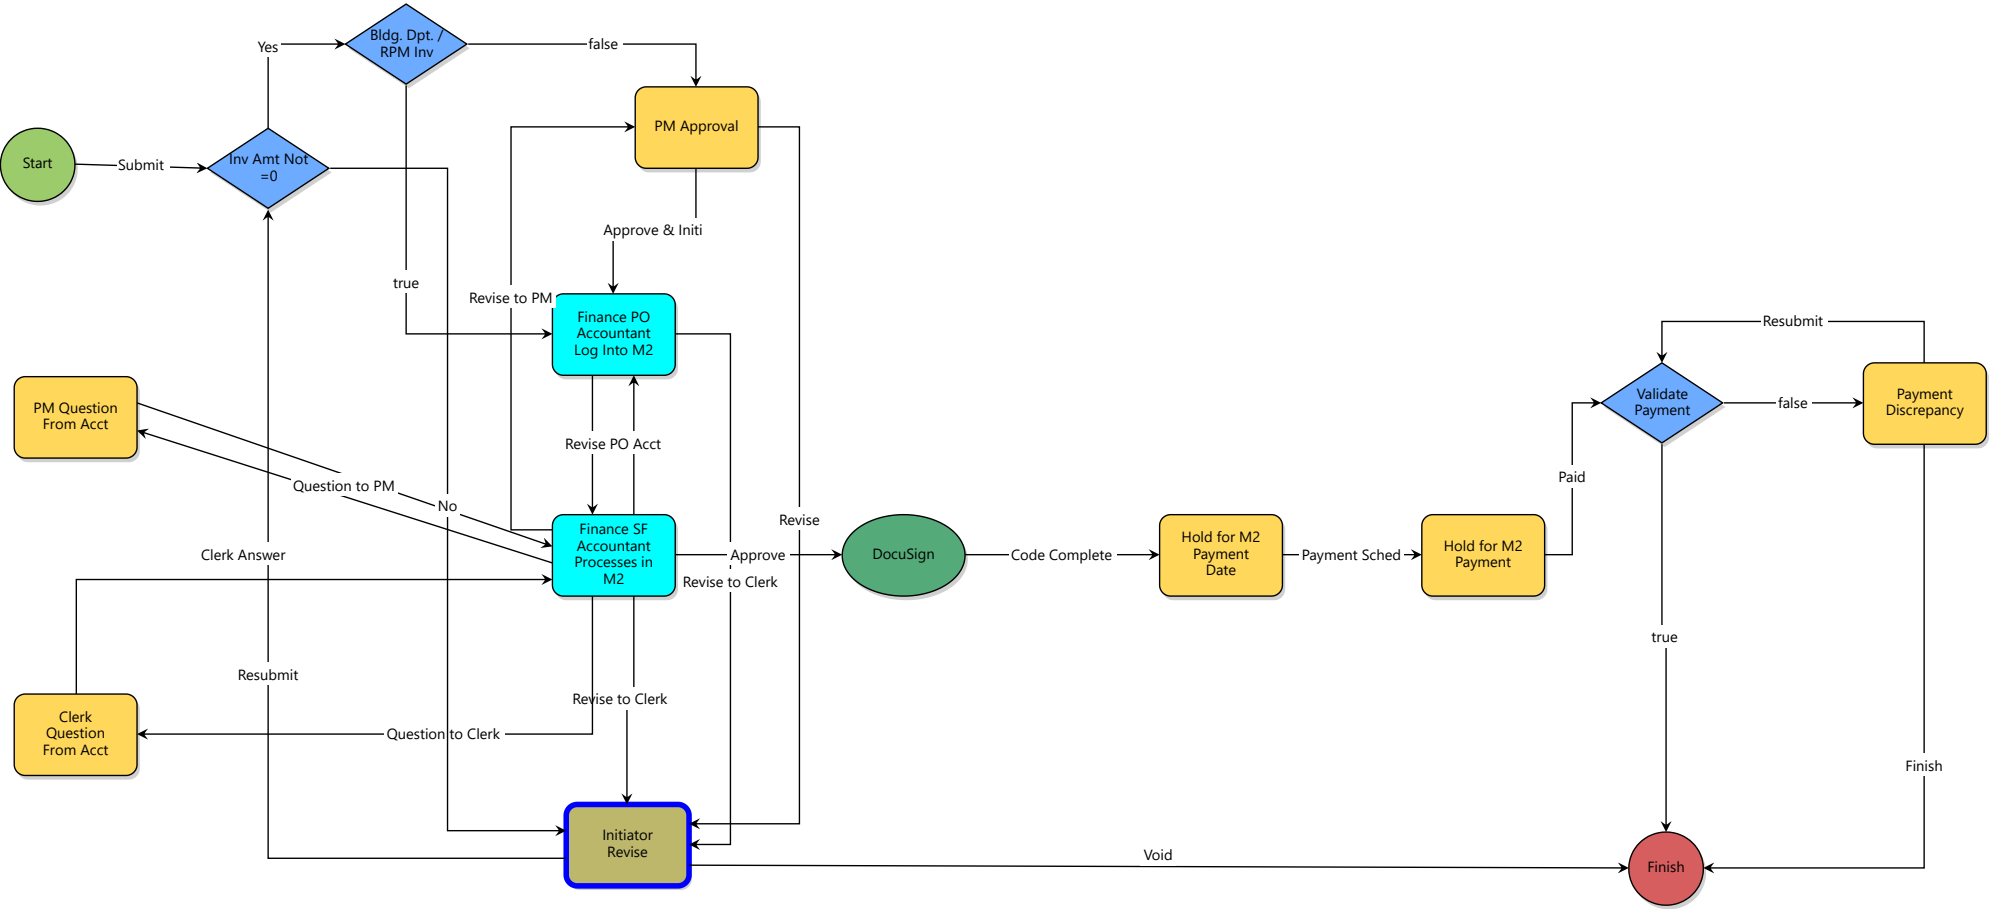 Bldg. Dpt. /
RPM Inv
Yes
false
PM Approval
Start
Submit
Inv Amt Not
=0
Approve & Initi
true
Revise to PM
Finance PO
Accountant
Log Into M2
Resubmit
PM Question
From Acct
Validate
Payment
false
Payment
Discrepancy
Revise PO Acct
Question to PM
No
Paid
Revise
Finance SF
Accountant
Processes in
M2
Clerk Answer
Approve
DocuSign
Code Complete
Hold for M2
Payment
Date
Payment Sched
Hold for M2
Payment
Revise to Clerk
true
Resubmit
Revise to Clerk
Clerk
Question
From Acct
Question to Clerk
Finish
Initiator
Revise
Void
Finish